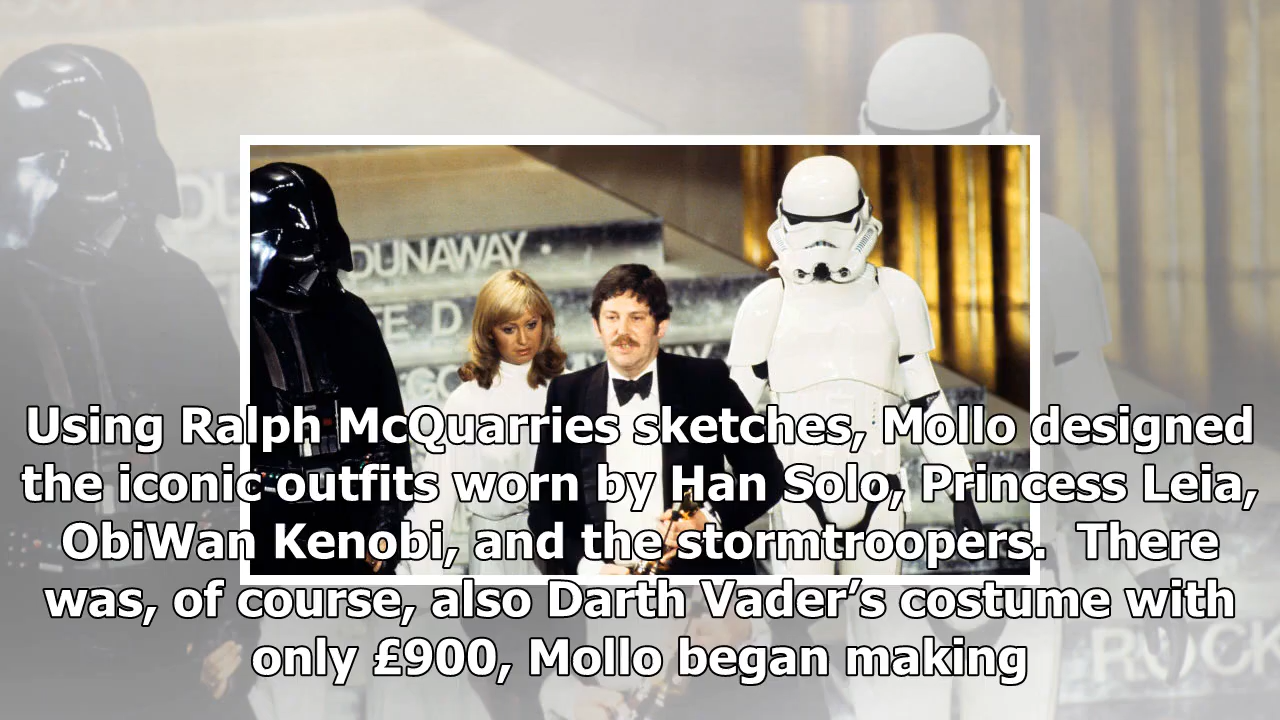 DUNAWAY
Using Ralph McQuarries sketches, Mollo designed
the iconic outfits worn by Han Solo, Princess Leia,
ObiWan Kenobi, and the stormtroopers.  There
was, of course, also Darth Vader’s costume with
only £900, Mollo began making